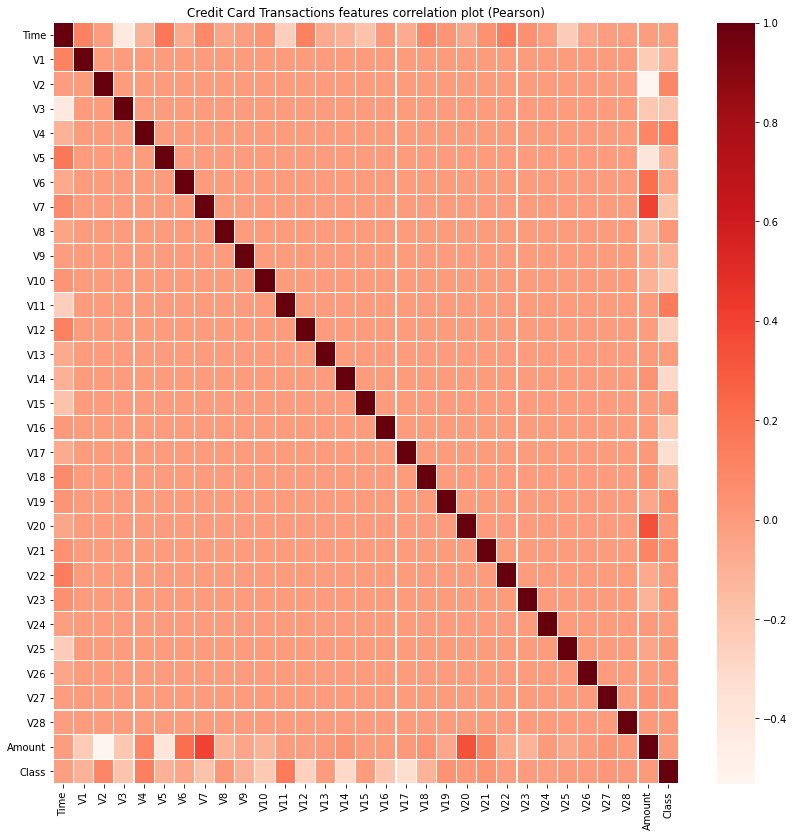 Credit Card Transactions features correlation plot (Pearson)
Time
V1
V2
V3
V4
V5
V6
V7
V8
V9
V10
V11
V12
V13
V14
V15
V16
V17
V18
V19
V20
V21
V22
V23
V24
V25
V26
V27
V28
Amount
Class
Time V1 V2 V3 V4 V5 V6 V7 V8 V9 V10 V11 V12 V13 V14 V15 V16 V17 V18 V19 V20 V21 V22 V23 V24 V25 V26 V27 V28 Amount Class
1.0
0.8
0.6
0.4
0.2
0.0
−0.2
−0.4